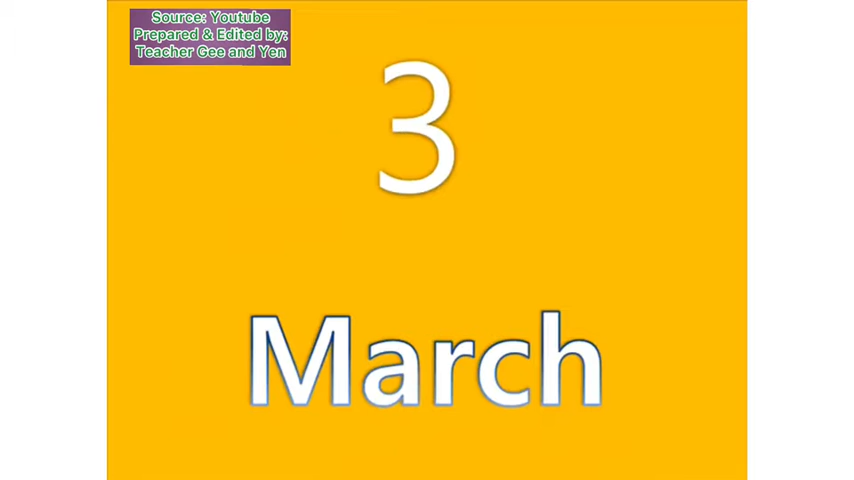 Source: Youtube
Prepared & Edited by:
Teacher Gee and Yen
3
March